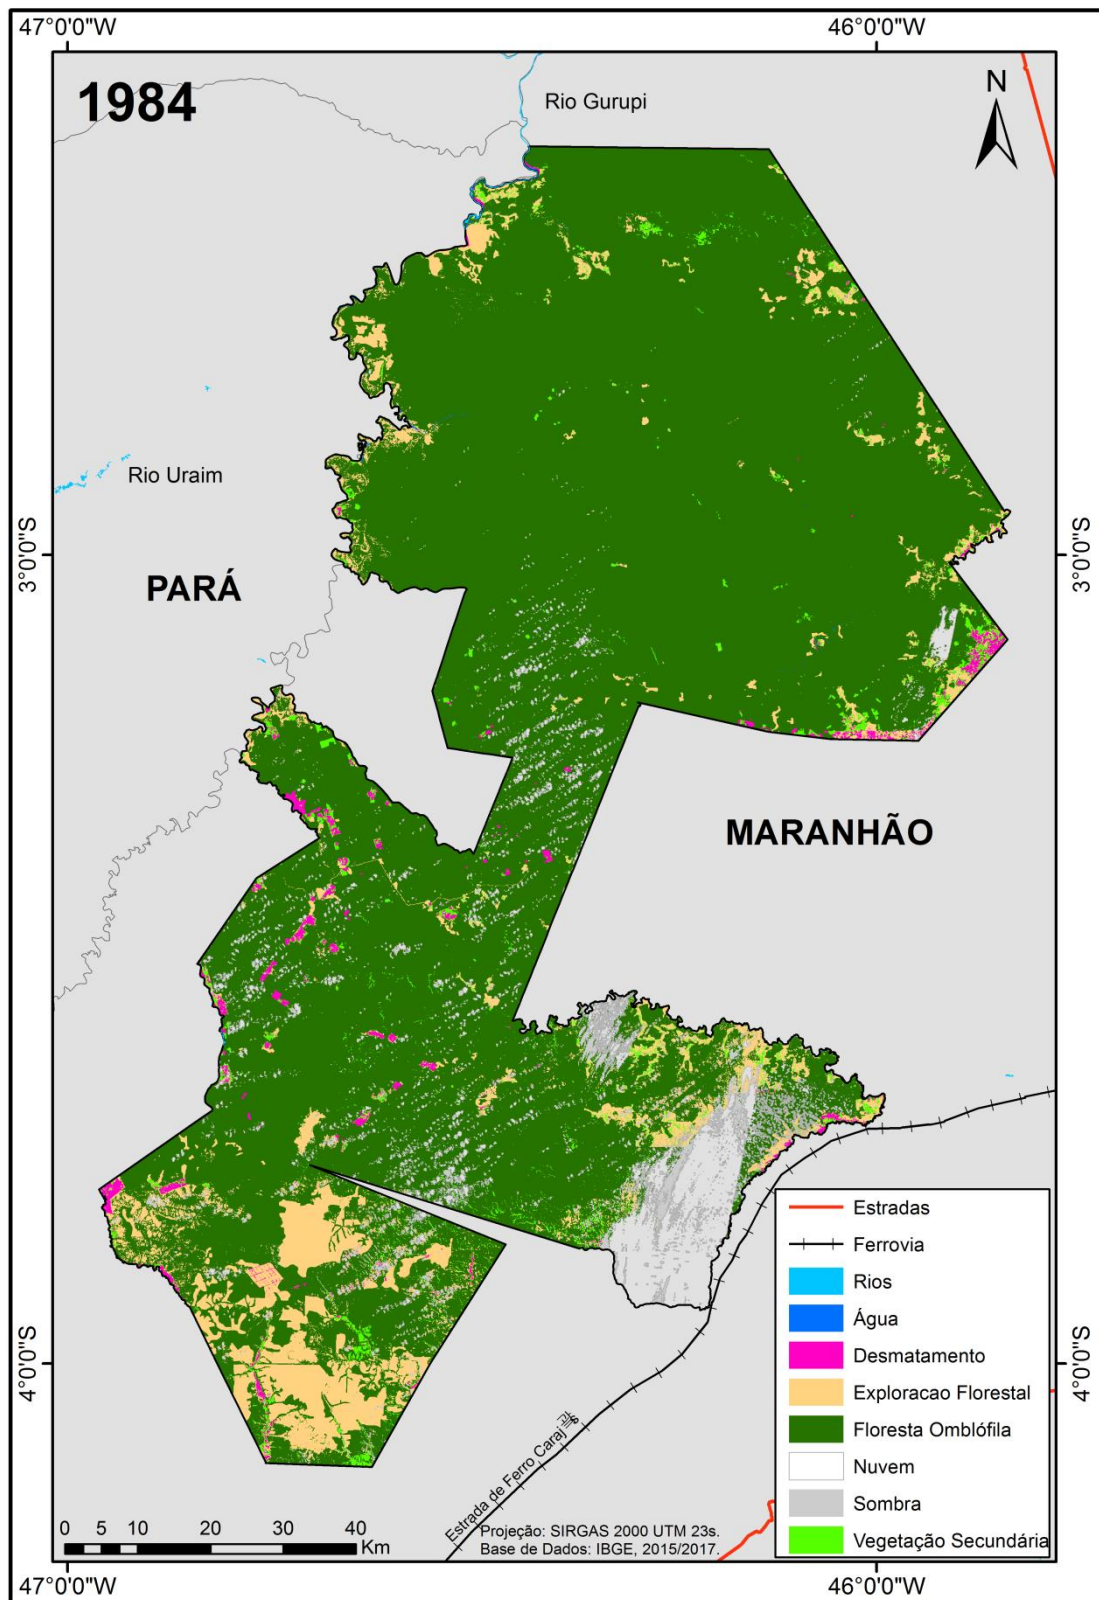 47°0'0"W
46°0'0"W
1984
Rio Gurupi
N
Rio Uraim
3°0'0"S
3°0'0"S
PARÁ
MARANHÃO
4°0'0"S
4°0'0"S
Estradas
Ferrovia
Rios
Água
Desmatamento
Exploracao Florestal
Floresta Omblófila
Nuvem
Sombra
Vegetação Secundária
Estrada de Ferro Caraj
0 5 10 20 30 40
Km
Projeção: SIRGAS 2000 UTM 23s.
Base de Dados: IBGE, 2015/2017.
47°0'0"W
46°0'0"W